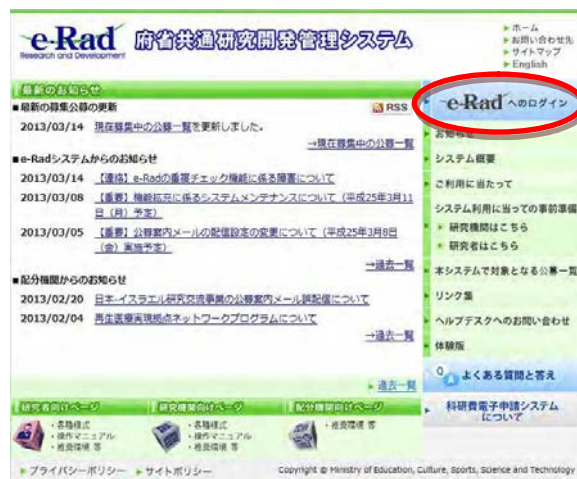 e-Rad 府省共通研究開発管理システム
Research and Development
ホーム
お問い合わせ先
サイトマップ
English
最新のお知らせ
■最新の募集公募の更新
RSS
2013/03/14 現在募集中の公募一覧を更新しました。
→現在募集中の公募一覧
■e-Radシステムからのお知らせ
2013/03/14 【連絡】e-Radの重複チェック機能に係る障害について
2013/03/08 【重要】機能拡充に係るシステムメンテナンスについて（平成25年3月11
日（月）予定）
2013/03/05 【重要】公募案内メールの配信設定の変更について（平成25年3月8日
（金）実施予定）
→過去一覧
■配分機関からのお知らせ
2013/02/20 日本-イスラエル研究交流事業の公募案内メール誤配信について
2013/02/04 再生医療実現拠点ネットワークプログラムについて
→過去一覧
過去一覧
e-Rad へのログイン
お知らせ
システム概要
ご利用に当たって
システム利用に当っての事前準備
研究機関はこちら
研究者はこちら
本システムで対象となる公募一覧
リンク集
ヘルプデスクへのお問い合わせ
体験版
Q A よくある質問と答え
科研費電子申請システム
について
研究者向けページ
・各種様式
・操作マニュアル
・推奨環境 等
研究機関向けページ
・各種様式
・操作マニュアル
・推奨環境 等
配分機関向けページ
・推奨環境 等
プライバシーポリシー
サイトポリシー
Copyright © Ministry of Education, Culture, Sports, Science and Technology